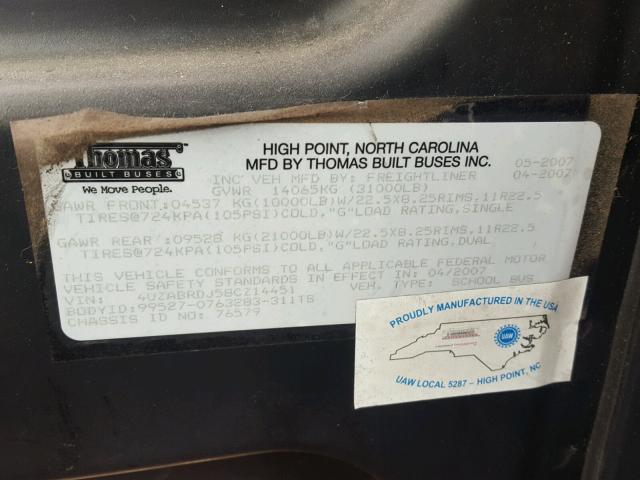 Thomas
BUILT BUSES
We Move People.
HIGH POINT, NORTH CAROLINA
MFD BY THOMAS BUILT BUSES INC. 05-2007
INC VEH MFD BY: FREIGHTLINER 04-2007
GVWR 14065KG (31000LB)
GAWR FRONT:04537 KG(10000LB)W/22.5X8.25RIMS,11R22.5
TIRES@724KPA(105PSI)COLD,"G"LOAD RATING,SINGLE
GAWR REAR :09528 KG(21000LB)W/22.5X8.25RIMS,11R22.5
TIRES@724KPA(105PSI)COLD,"G"LOAD RATING,DUAL
THIS VEHICLE CONFORMS TO ALL APPLICABLE FEDERAL MOTOR
VEHICLE SAFETY STANDARDS IN EFFECT IN: 04/2007
VIN: 4UZABRDJ58CZ14451 VEH. TYPE: SCHOOL BUS
BODYID:99527-0763283-311TS
CHASSIS ID NO: 76579
PROUDLY MANUFACTURED IN THE USA
UAW
UAW LOCAL 5287 – HIGH POINT, NC